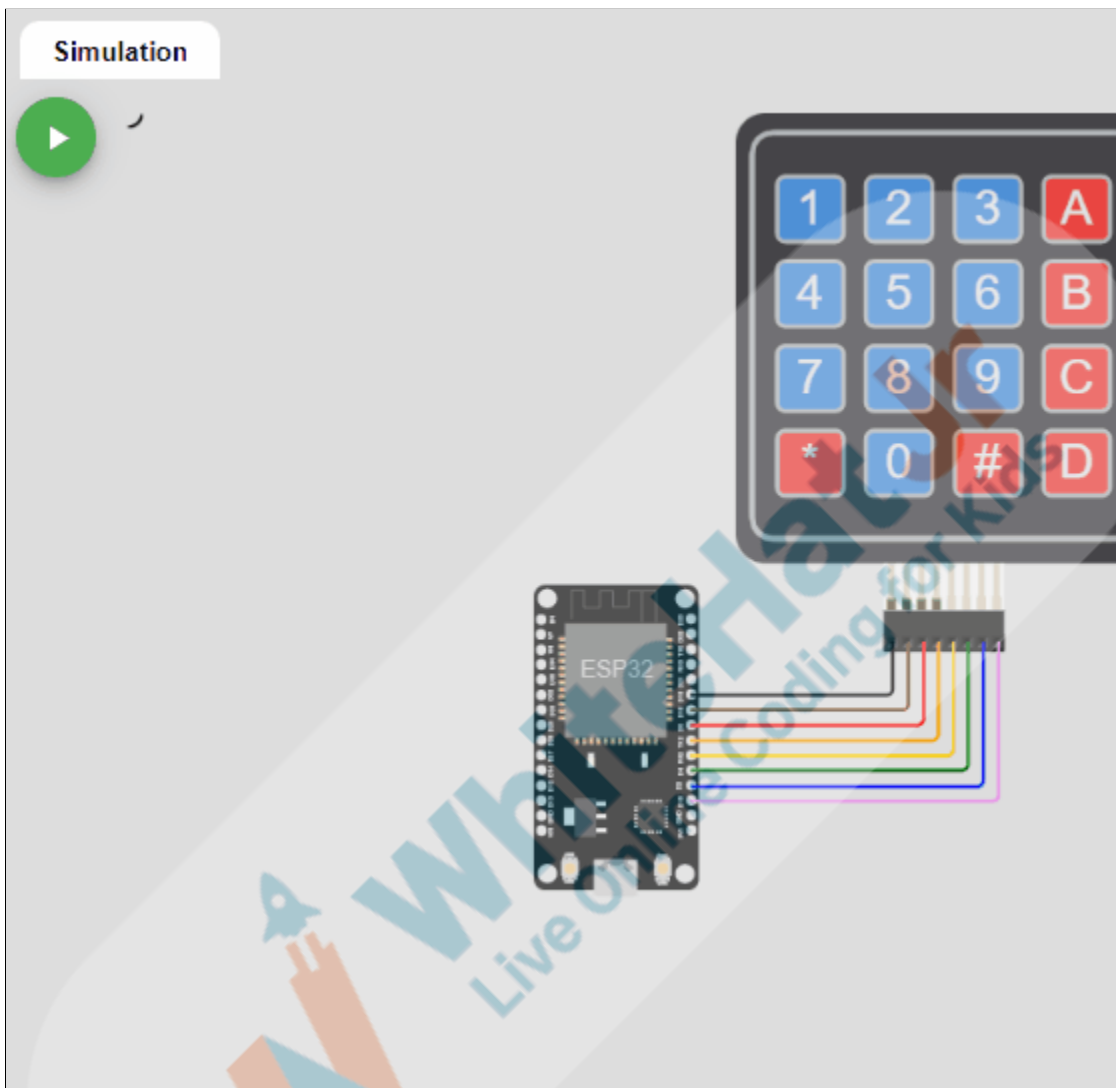 Simulation
1 2 3 A
4 5 6 B
7 8 9 C
* 0 # D
ESP32
WhiteHat Jr
Live Online Coding for Kids